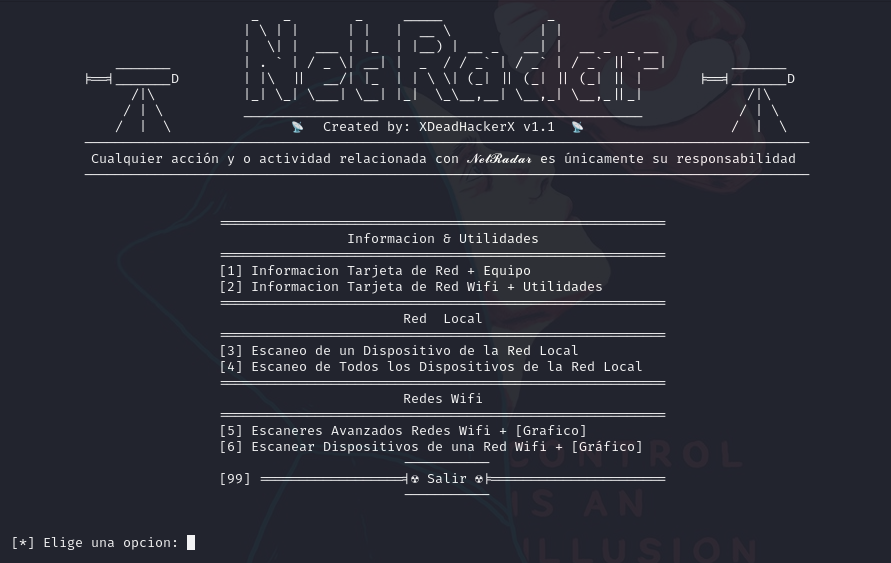 NetRadar
Created by: XDeadHackerX v1.1
Cualquier acción y o actividad relacionada con NetRadar es únicamente su responsabilidad
Informacion & Utilidades
[1] Informacion Tarjeta de Red + Equipo
[2] Informacion Tarjeta de Red Wifi + Utilidades
Red  Local
[3] Escaneo de un Dispositivo de la Red Local
[4] Escaneo de Todos los Dispositivos de la Red Local
Redes Wifi
[5] Escaneres Avanzados Redes Wifi + [Grafico]
[6] Escanear Dispositivos de una Red Wifi + [Gráfico]
[99] Salir
[*] Elige una opcion:
CONTROL
IS AN
ILLUSION